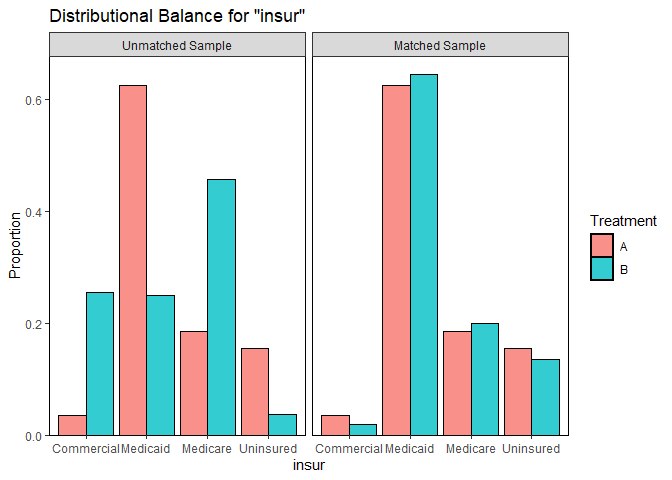 Distributional Balance for "insur"
Unmatched Sample
Matched Sample
Proportion
0.6
0.4
0.2
0.0
Commercial Medicaid Medicare Uninsured
Commercial Medicaid Medicare Uninsured
insur
Treatment
A
B